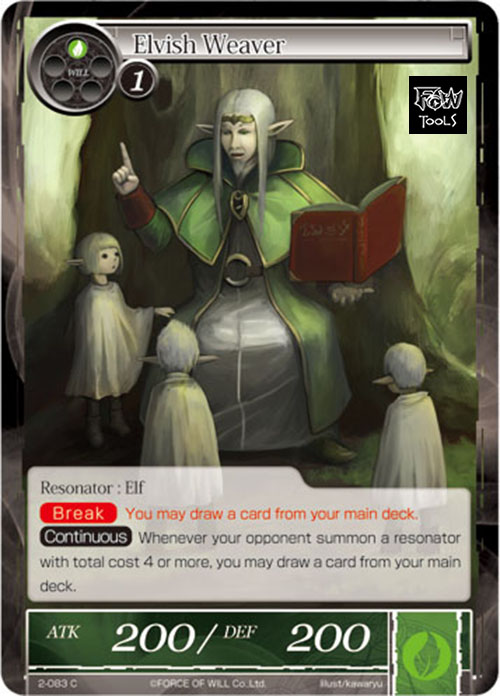 Elvish Weaver
WILL
1
FOW
TOOLS
Resonator : Elf
Break You may draw a card from your main deck.
Continuous Whenever your opponent summon a resonator
with total cost 4 or more, you may draw a card from your main
deck.
ATK 200/ DEF 200
2-083 C ©FORCE OF WILL Co.,Ltd. Illust/kawaryu